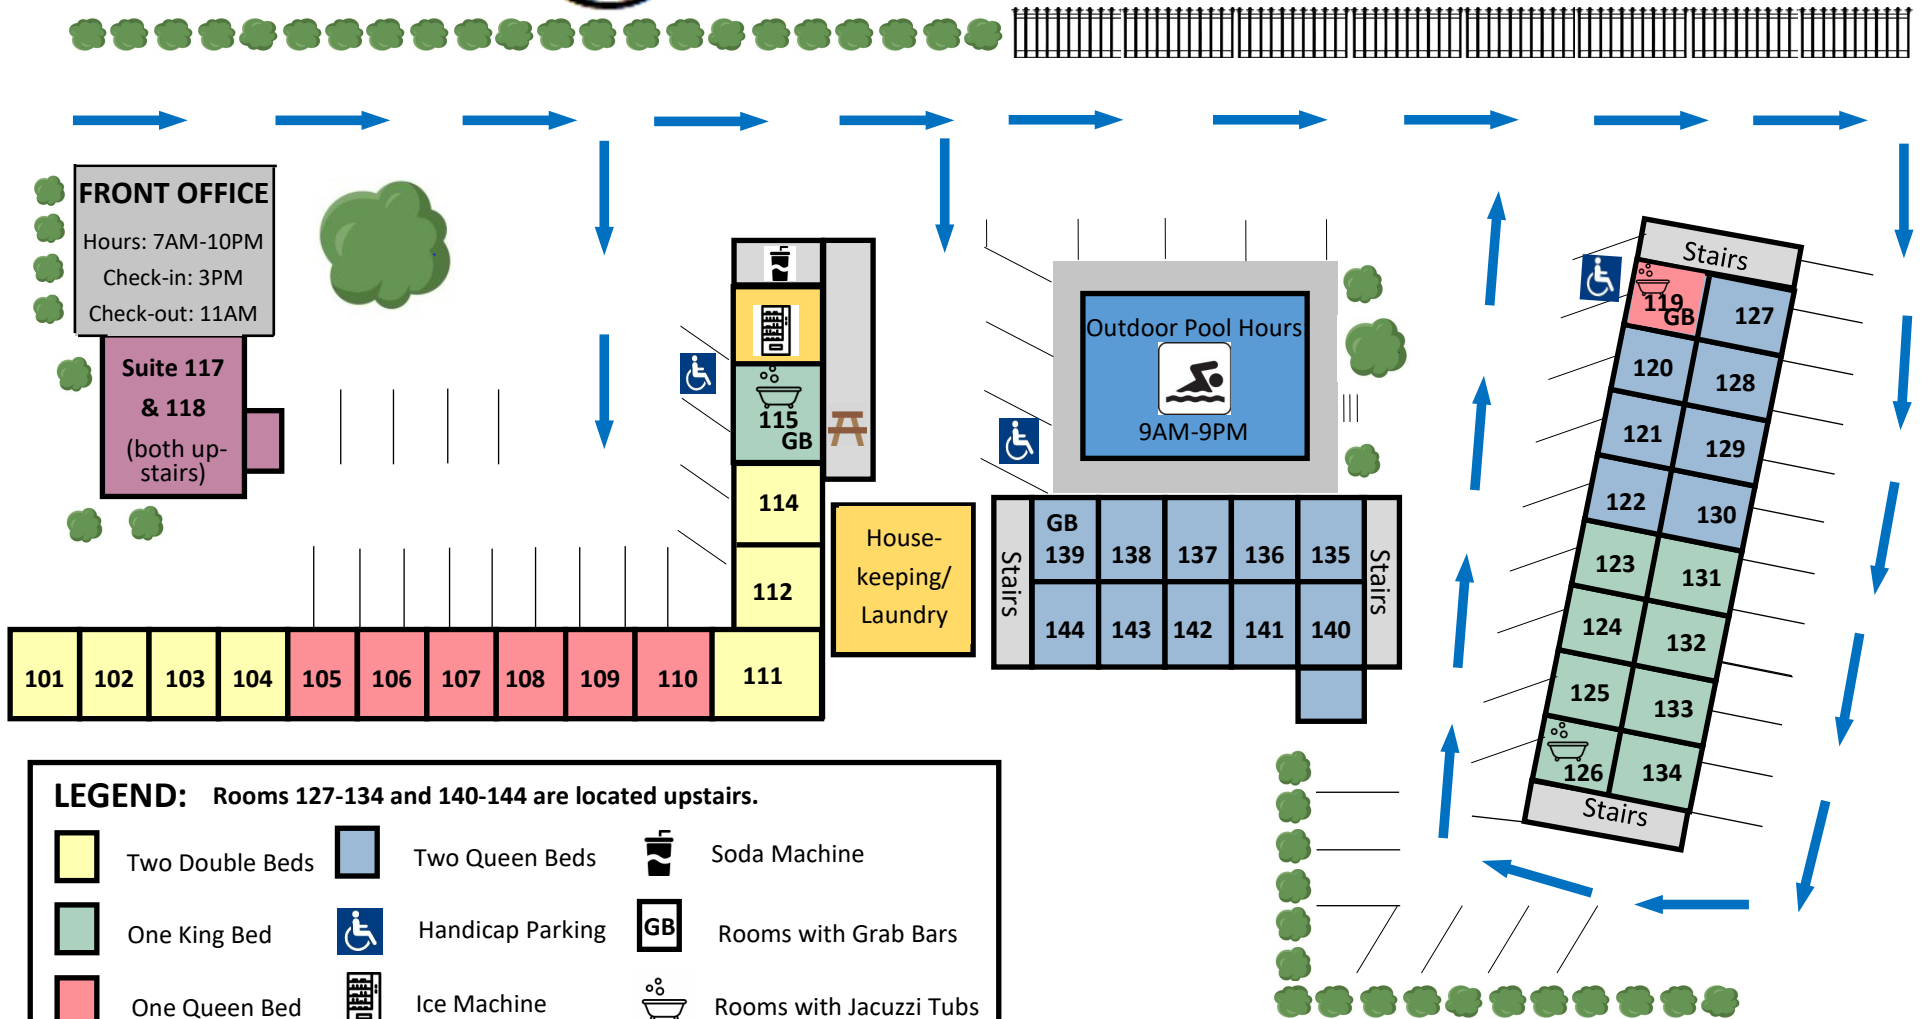 FRONT OFFICE
Hours: 7AM-10PM
Check-in: 3PM
Check-out: 11AM
Suite 117
& 118
(both up-
stairs)
115
GB
114
112
House-
keeping/
Laundry
101 102 103 104 105 106 107 108 109 110 111
Outdoor Pool Hours
9AM-9PM
Stairs
GB
139 138 137 136 135
144 143 142 141 140
Stairs
Stairs
119
GB
127
120 128
121 129
122 130
123 131
124 132
125 133
126 134
Stairs
LEGEND: Rooms 127-134 and 140-144 are located upstairs.
Two Double Beds
Two Queen Beds
Soda Machine
One King Bed
Handicap Parking
GB
Rooms with Grab Bars
One Queen Bed
Ice Machine
Rooms with Jacuzzi Tubs